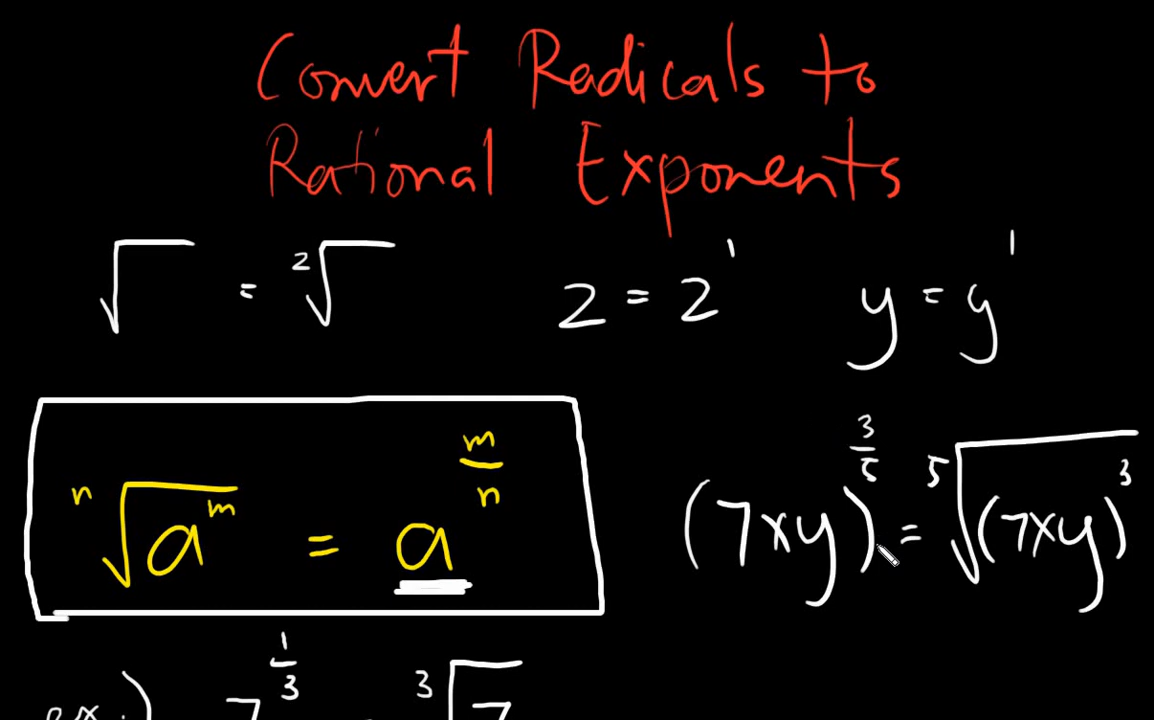 Convert Radicals to
Rational Exponents
√ = ²√
2 = 2¹
y = y¹
ⁿ√(a^m) = a^(m/n)
(7xy)^(3/5) = ⁵√((7xy)³)
ex.) 7^(1/3) = ³√7